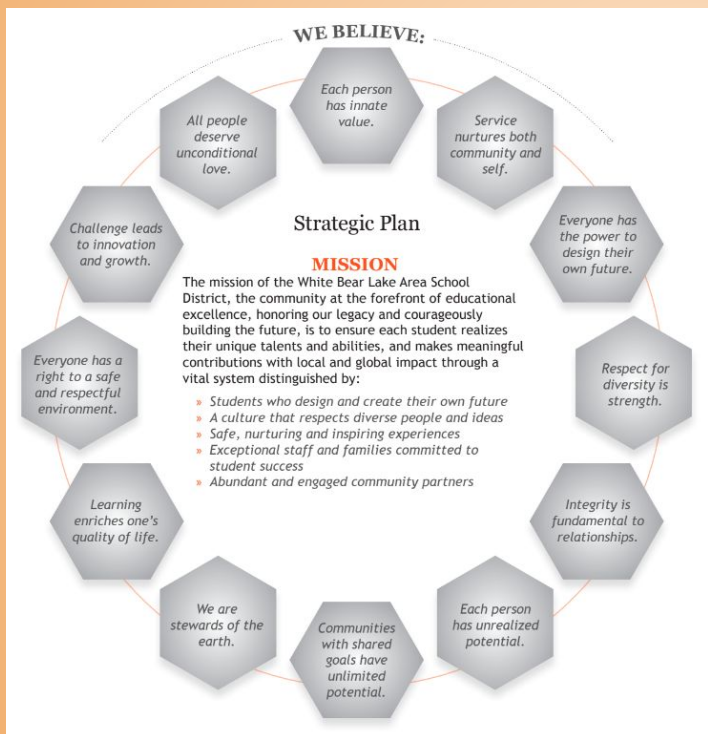 WE BELIEVE:
Each person
has innate
value.
Service
nurtures both
community and
self.
Everyone has
the power to
design their
own future.
Respect for
diversity is
strength.
Integrity is
fundamental to
relationships.
Each person
has unrealized
potential.
Communities
with shared
goals have
unlimited
potential.
We are
stewards of the
earth.
Learning
enriches one's
quality of life.
Everyone has a
right to a safe
and respectful
environment.
Challenge leads
to innovation
and growth.
All people
deserve
unconditional
love.
Strategic Plan
MISSION
The mission of the White Bear Lake Area School
District, the community at the forefront of educational
excellence, honoring our legacy and courageously
building the future, is to ensure each student realizes
their unique talents and abilities, and makes meaningful
contributions with local and global impact through a
vital system distinguished by:
» Students who design and create their own future
» A culture that respects diverse people and ideas
» Safe, nurturing and inspiring experiences
» Exceptional staff and families committed to
student success
» Abundant and engaged community partners